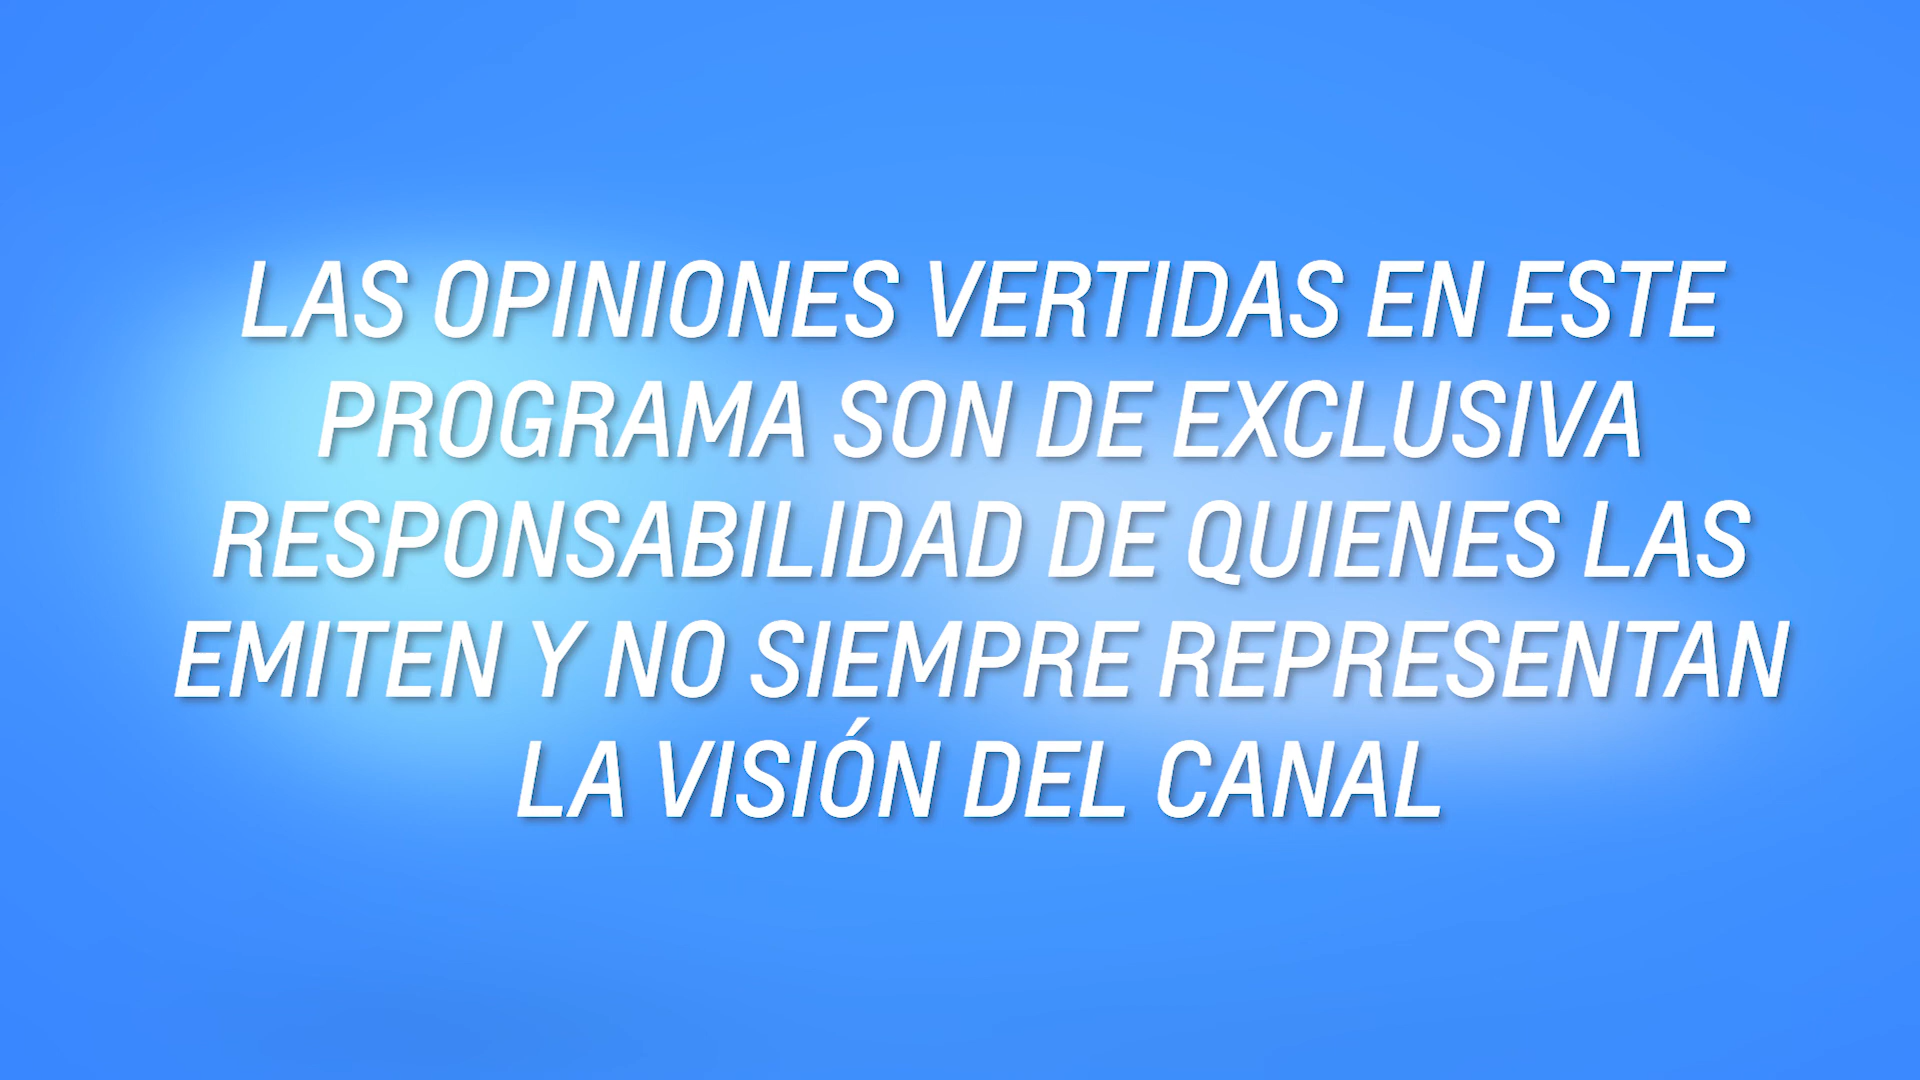 LAS OPINIONES VERTIDAS EN ESTE
PROGRAMA SON DE EXCLUSIVA
RESPONSABILIDAD DE QUIENES LAS
EMITEN Y NO SIEMPRE REPRESENTAN
LA VISIÓN DEL CANAL